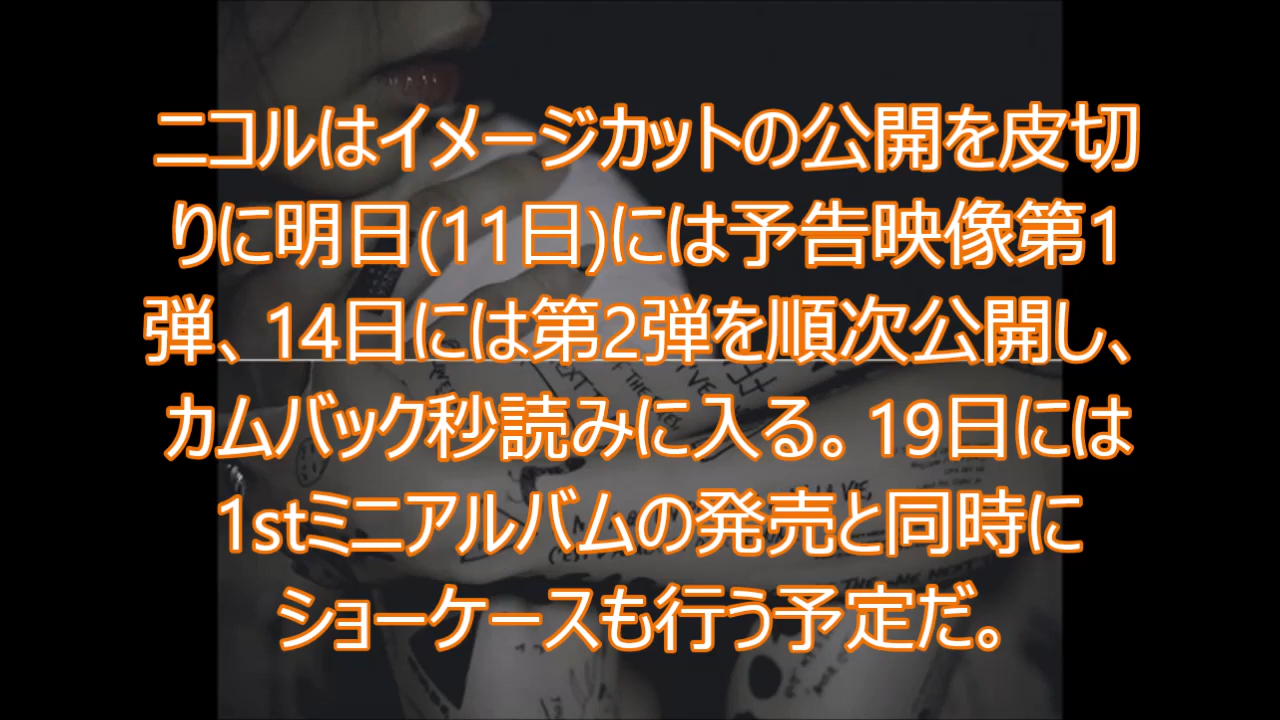 ニコルはイメージカットの公開を皮切
りに明日(11日)には予告映像第1
弾、14日には第2弾を順次公開し、
カムバック秒読みに入る。19日には
1stミニアルバムの発売と同時に
ショーケースも行う予定だ。